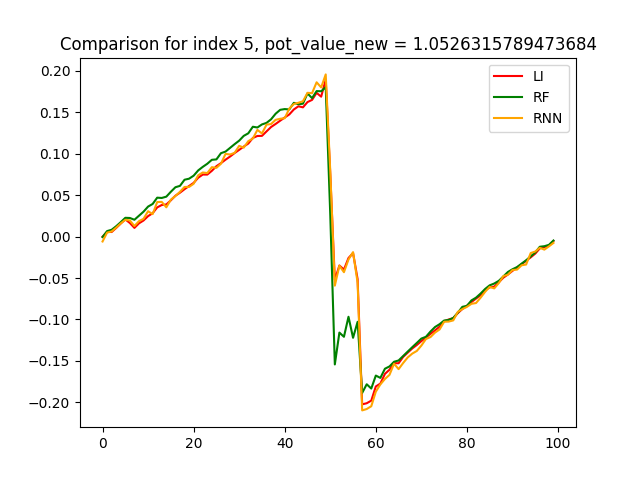 Comparison for index 5, pot_value_new = 1.0526315789473684
LI
RF
RNN
0.20
0.15
0.10
0.05
0.00
−0.05
−0.10
−0.15
−0.20
0 20 40 60 80 100